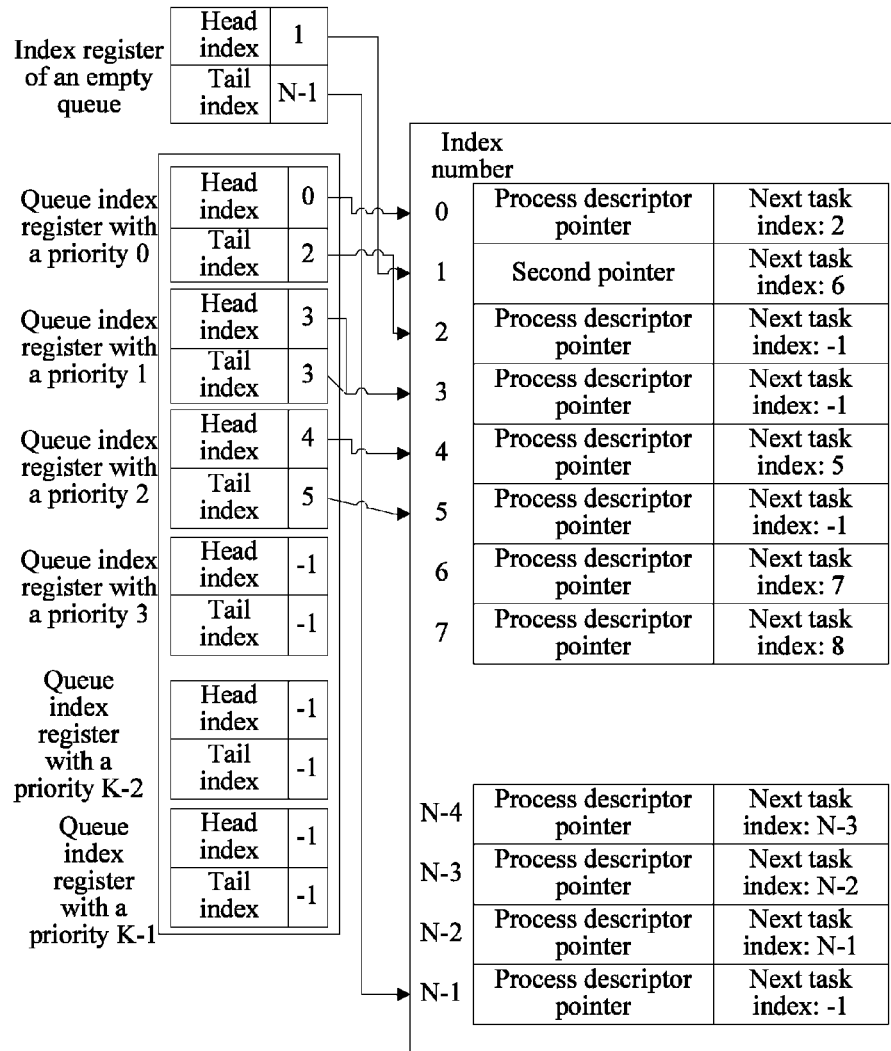 Index register
of an empty
queue
Head
index
1
Tail
index
N-1
Index
number
Queue index
register with
a priority 0
Head
index
0
Tail
index
2
Queue index
register with
a priority 1
Head
index
3
Tail
index
3
Queue index
register with
a priority 2
Head
index
4
Tail
index
5
Queue index
register with
a priority 3
Head
index
-1
Tail
index
-1
Queue
index
register
with a
priority K-2
Head
index
-1
Tail
index
-1
Queue
index
register
with a
priority K-1
Head
index
-1
Tail
index
-1
0
Process descriptor
pointer
Next task
index: 2
1
Second pointer
Next task
index: 6
2
Process descriptor
pointer
Next task
index: -1
3
Process descriptor
pointer
Next task
index: -1
4
Process descriptor
pointer
Next task
index: 5
5
Process descriptor
pointer
Next task
index: -1
6
Process descriptor
pointer
Next task
index: 7
7
Process descriptor
pointer
Next task
index: 8
N-4
Process descriptor
pointer
Next task
index: N-3
N-3
Process descriptor
pointer
Next task
index: N-2
N-2
Process descriptor
pointer
Next task
index: N-1
N-1
Process descriptor
pointer
Next task
index: -1